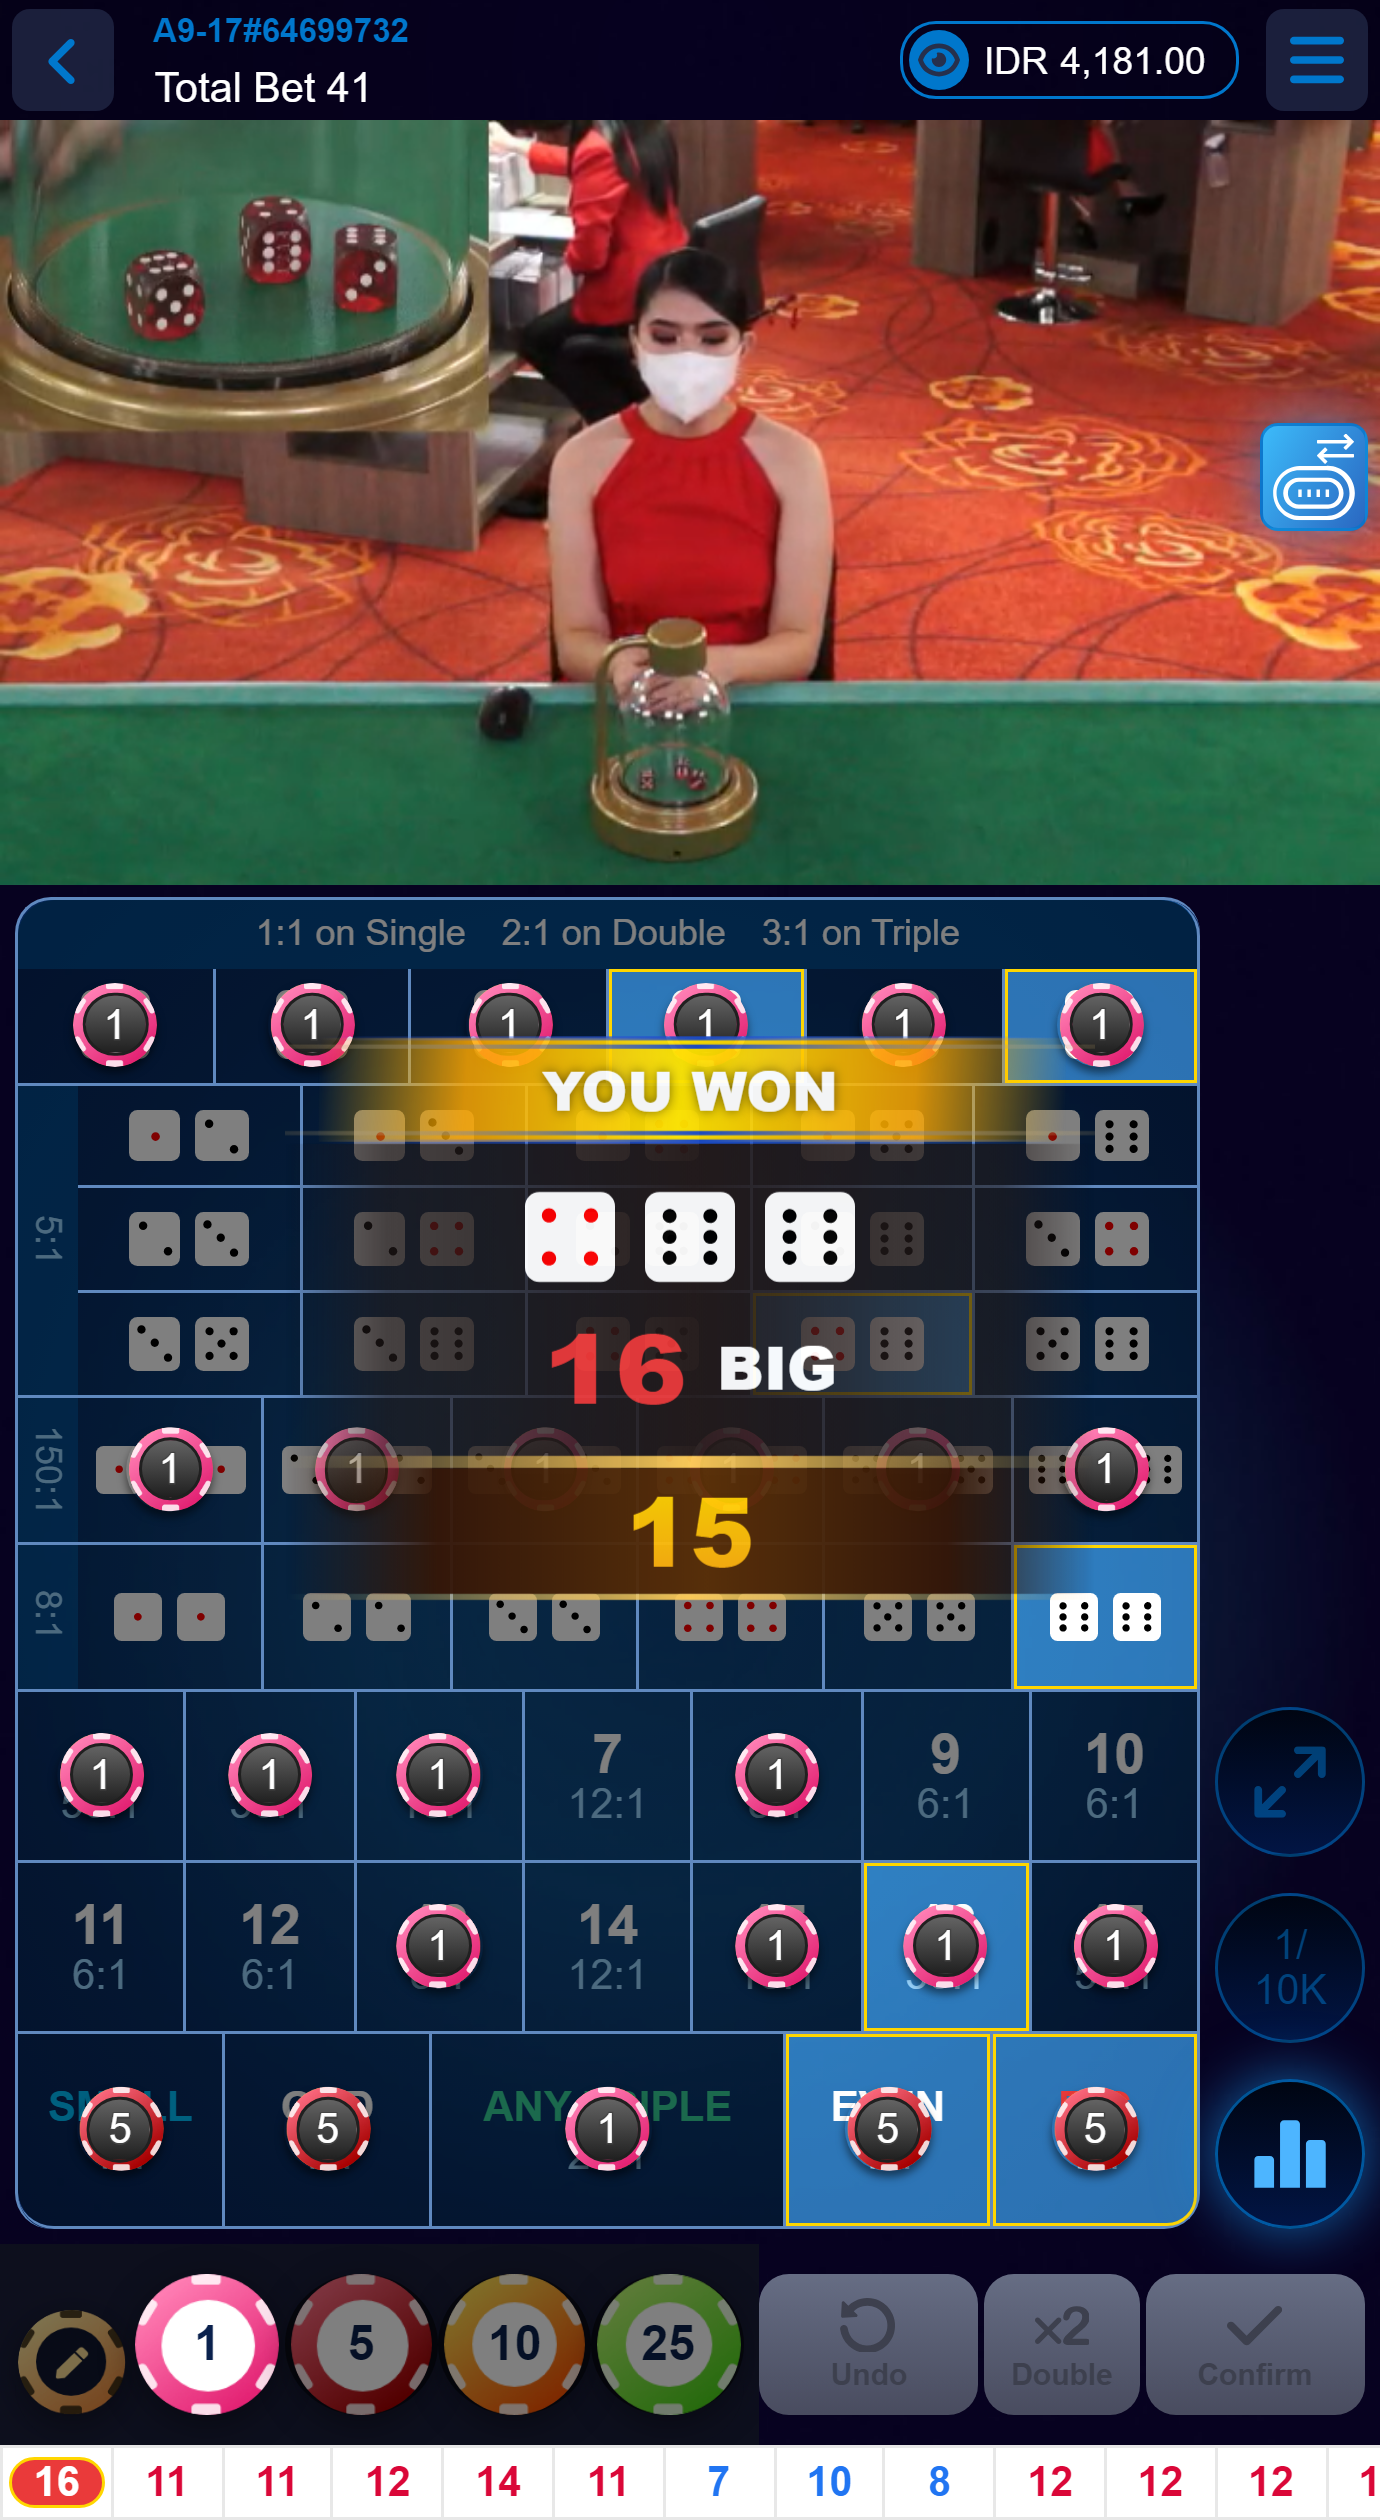 A9-17#64699732
Total Bet 41
IDR 4,181.00
1:1 on Single 2:1 on Double 3:1 on Triple
1 1 1 1 1 1
YOU WON
5:1
16 BIG
150:1
1 1 1 1 1 1
15
8:1
1 1 1 7 1 9 10
12:1 6:1 6:1
11 12 1 14 1 1 1
6:1 6:1 12:1
1/
10K
5 5 1 5 5
1 5 10 25
x2
Undo Double Confirm
16 11 11 12 14 11 7 10 8 12 12 12